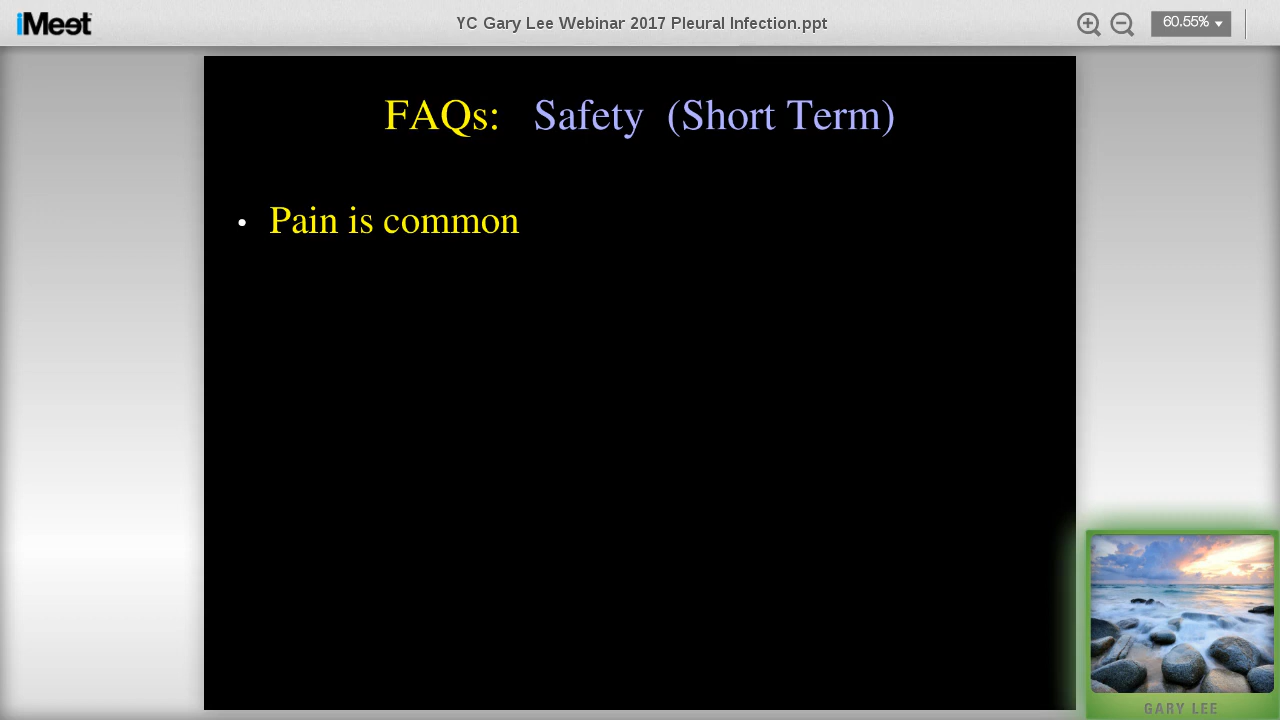 iMeet
YC Gary Lee Webinar 2017 Pleural Infection.ppt
60.55%
FAQs: Safety (Short Term)
• Pain is common
GARY LEE